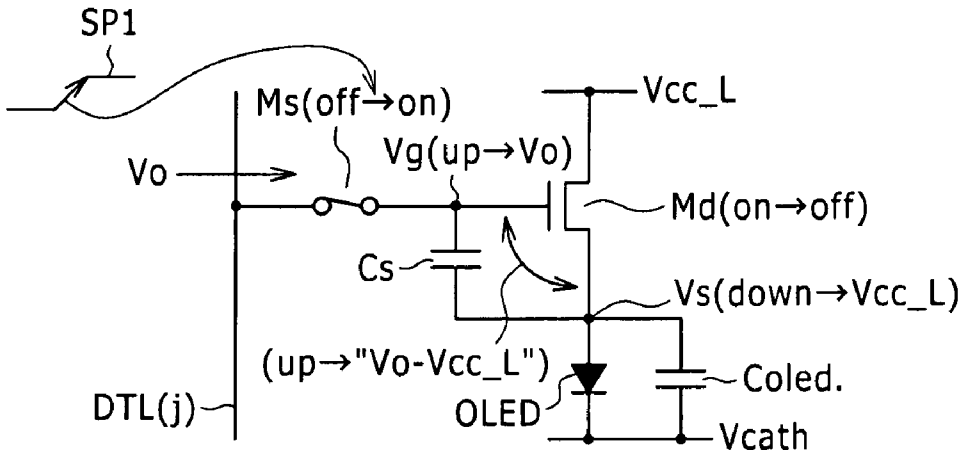 SP1
Ms(off→on)
Vcc_L
Vg(up→Vo)
Vo
Md(on→off)
Cs
Vs(down→Vcc_L)
(up→"Vo-Vcc_L")
OLED
Coled.
DTL(j)
Vcath